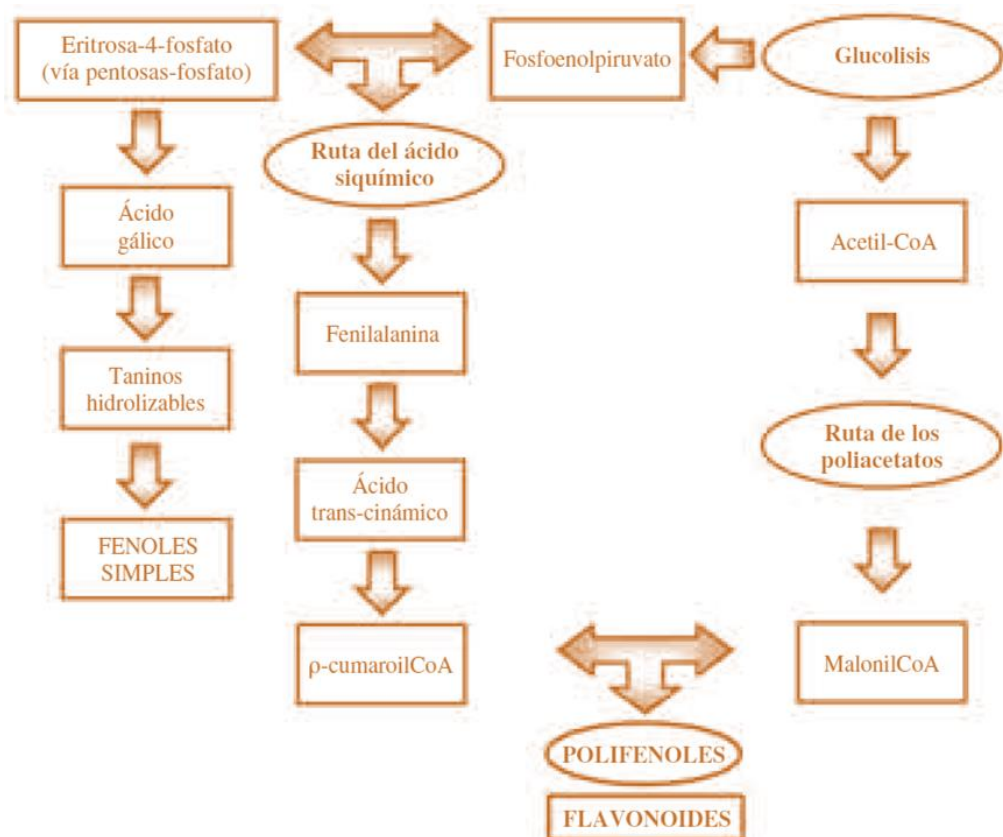 Eritrosa-4-fosfato
(vía pentosas-fosfato)
Fosfoenolpiruvato
Glucolisis
Ruta del ácido
siquímico
Ácido
gálico
Acetil-CoA
Fenilalanina
Taninos
hidrolizables
Ruta de los
poliacetatos
Ácido
trans-cinámico
FENOLES
SIMPLES
ρ-cumaroilCoA
MalonilCoA
POLIFENOLES
FLAVONOIDES